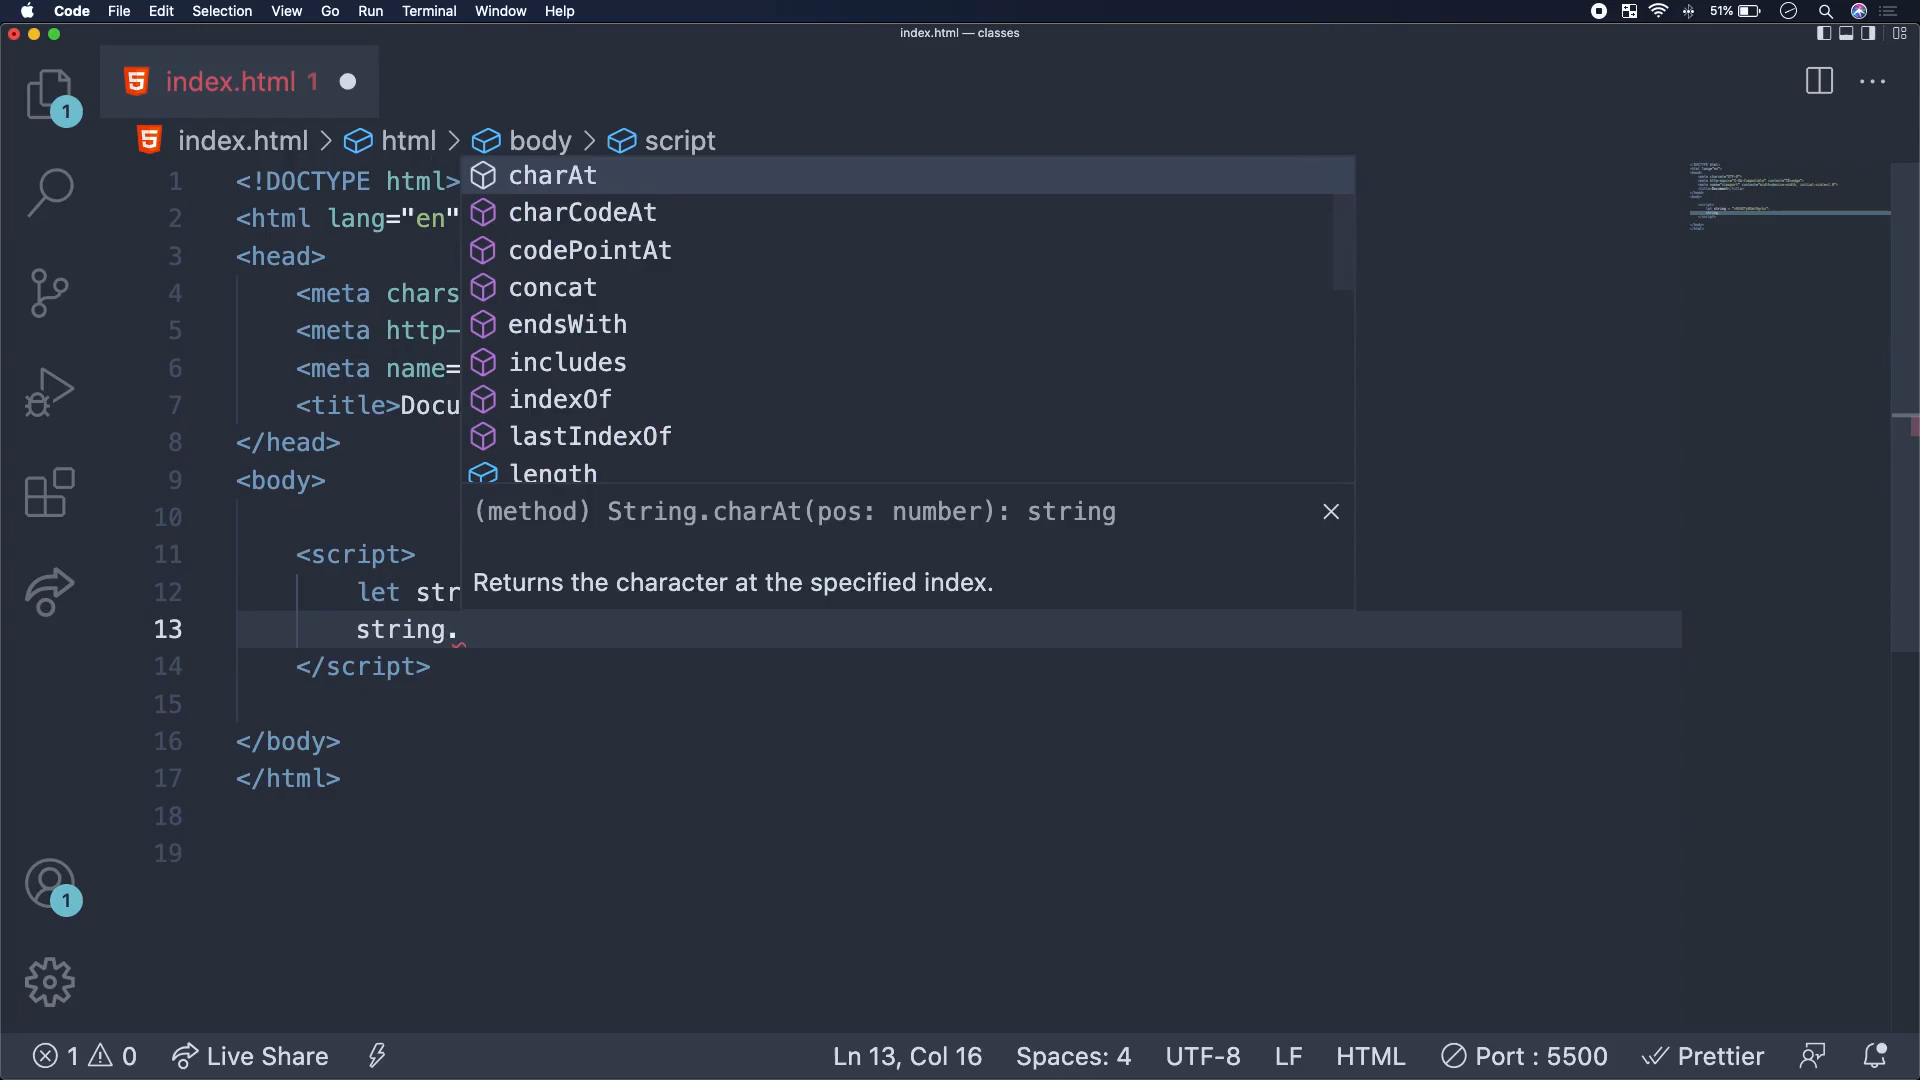 Code File Edit Selection View Go Run Terminal Window Help 51%
index.html — classes
index.html 1
1
index.html > html > body > script
1 <!DOCTYPE html>
2 <html lang="en"
3 <head>
4 <meta chars
5 <meta http-
6 <meta name=
7 <title>Docu
8 </head>
9 <body>
10
11 <script>
12 let str
13 string.
14 </script>
15
16 </body>
17 </html>
18
19
charAt
charCodeAt
codePointAt
concat
endsWith
includes
indexOf
lastIndexOf
length
(method) String.charAt(pos: number): string
Returns the character at the specified index.
1
1 0 Live Share Ln 13, Col 16 Spaces: 4 UTF-8 LF HTML Port : 5500 Prettier